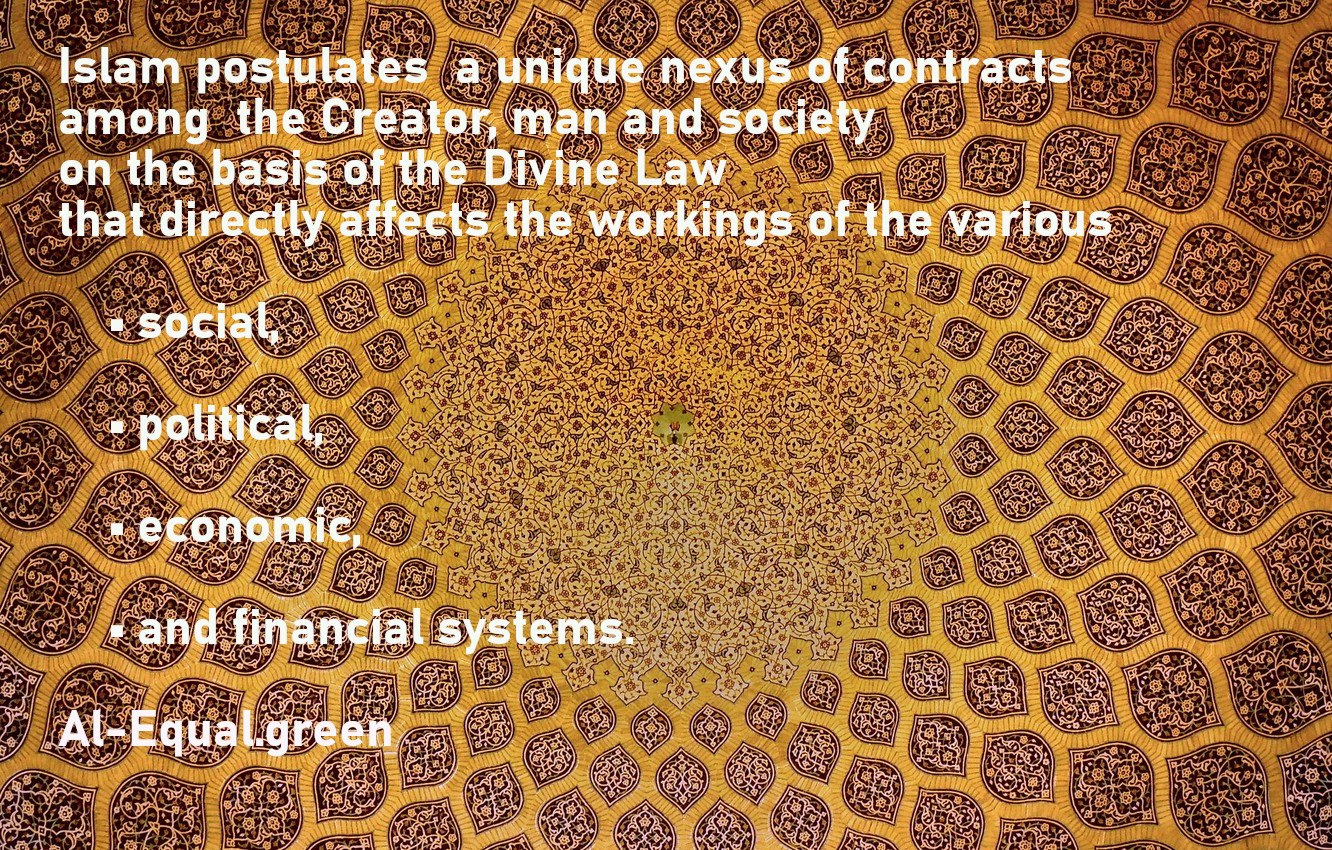 Islam postulates  a unique nexus of contracts
among  the Creator, man and society
on the basis of the Divine Law
that directly affects the workings of the various
▪ social,
▪ political,
▪ economic,
▪ and financial systems.
Al-Equal.green